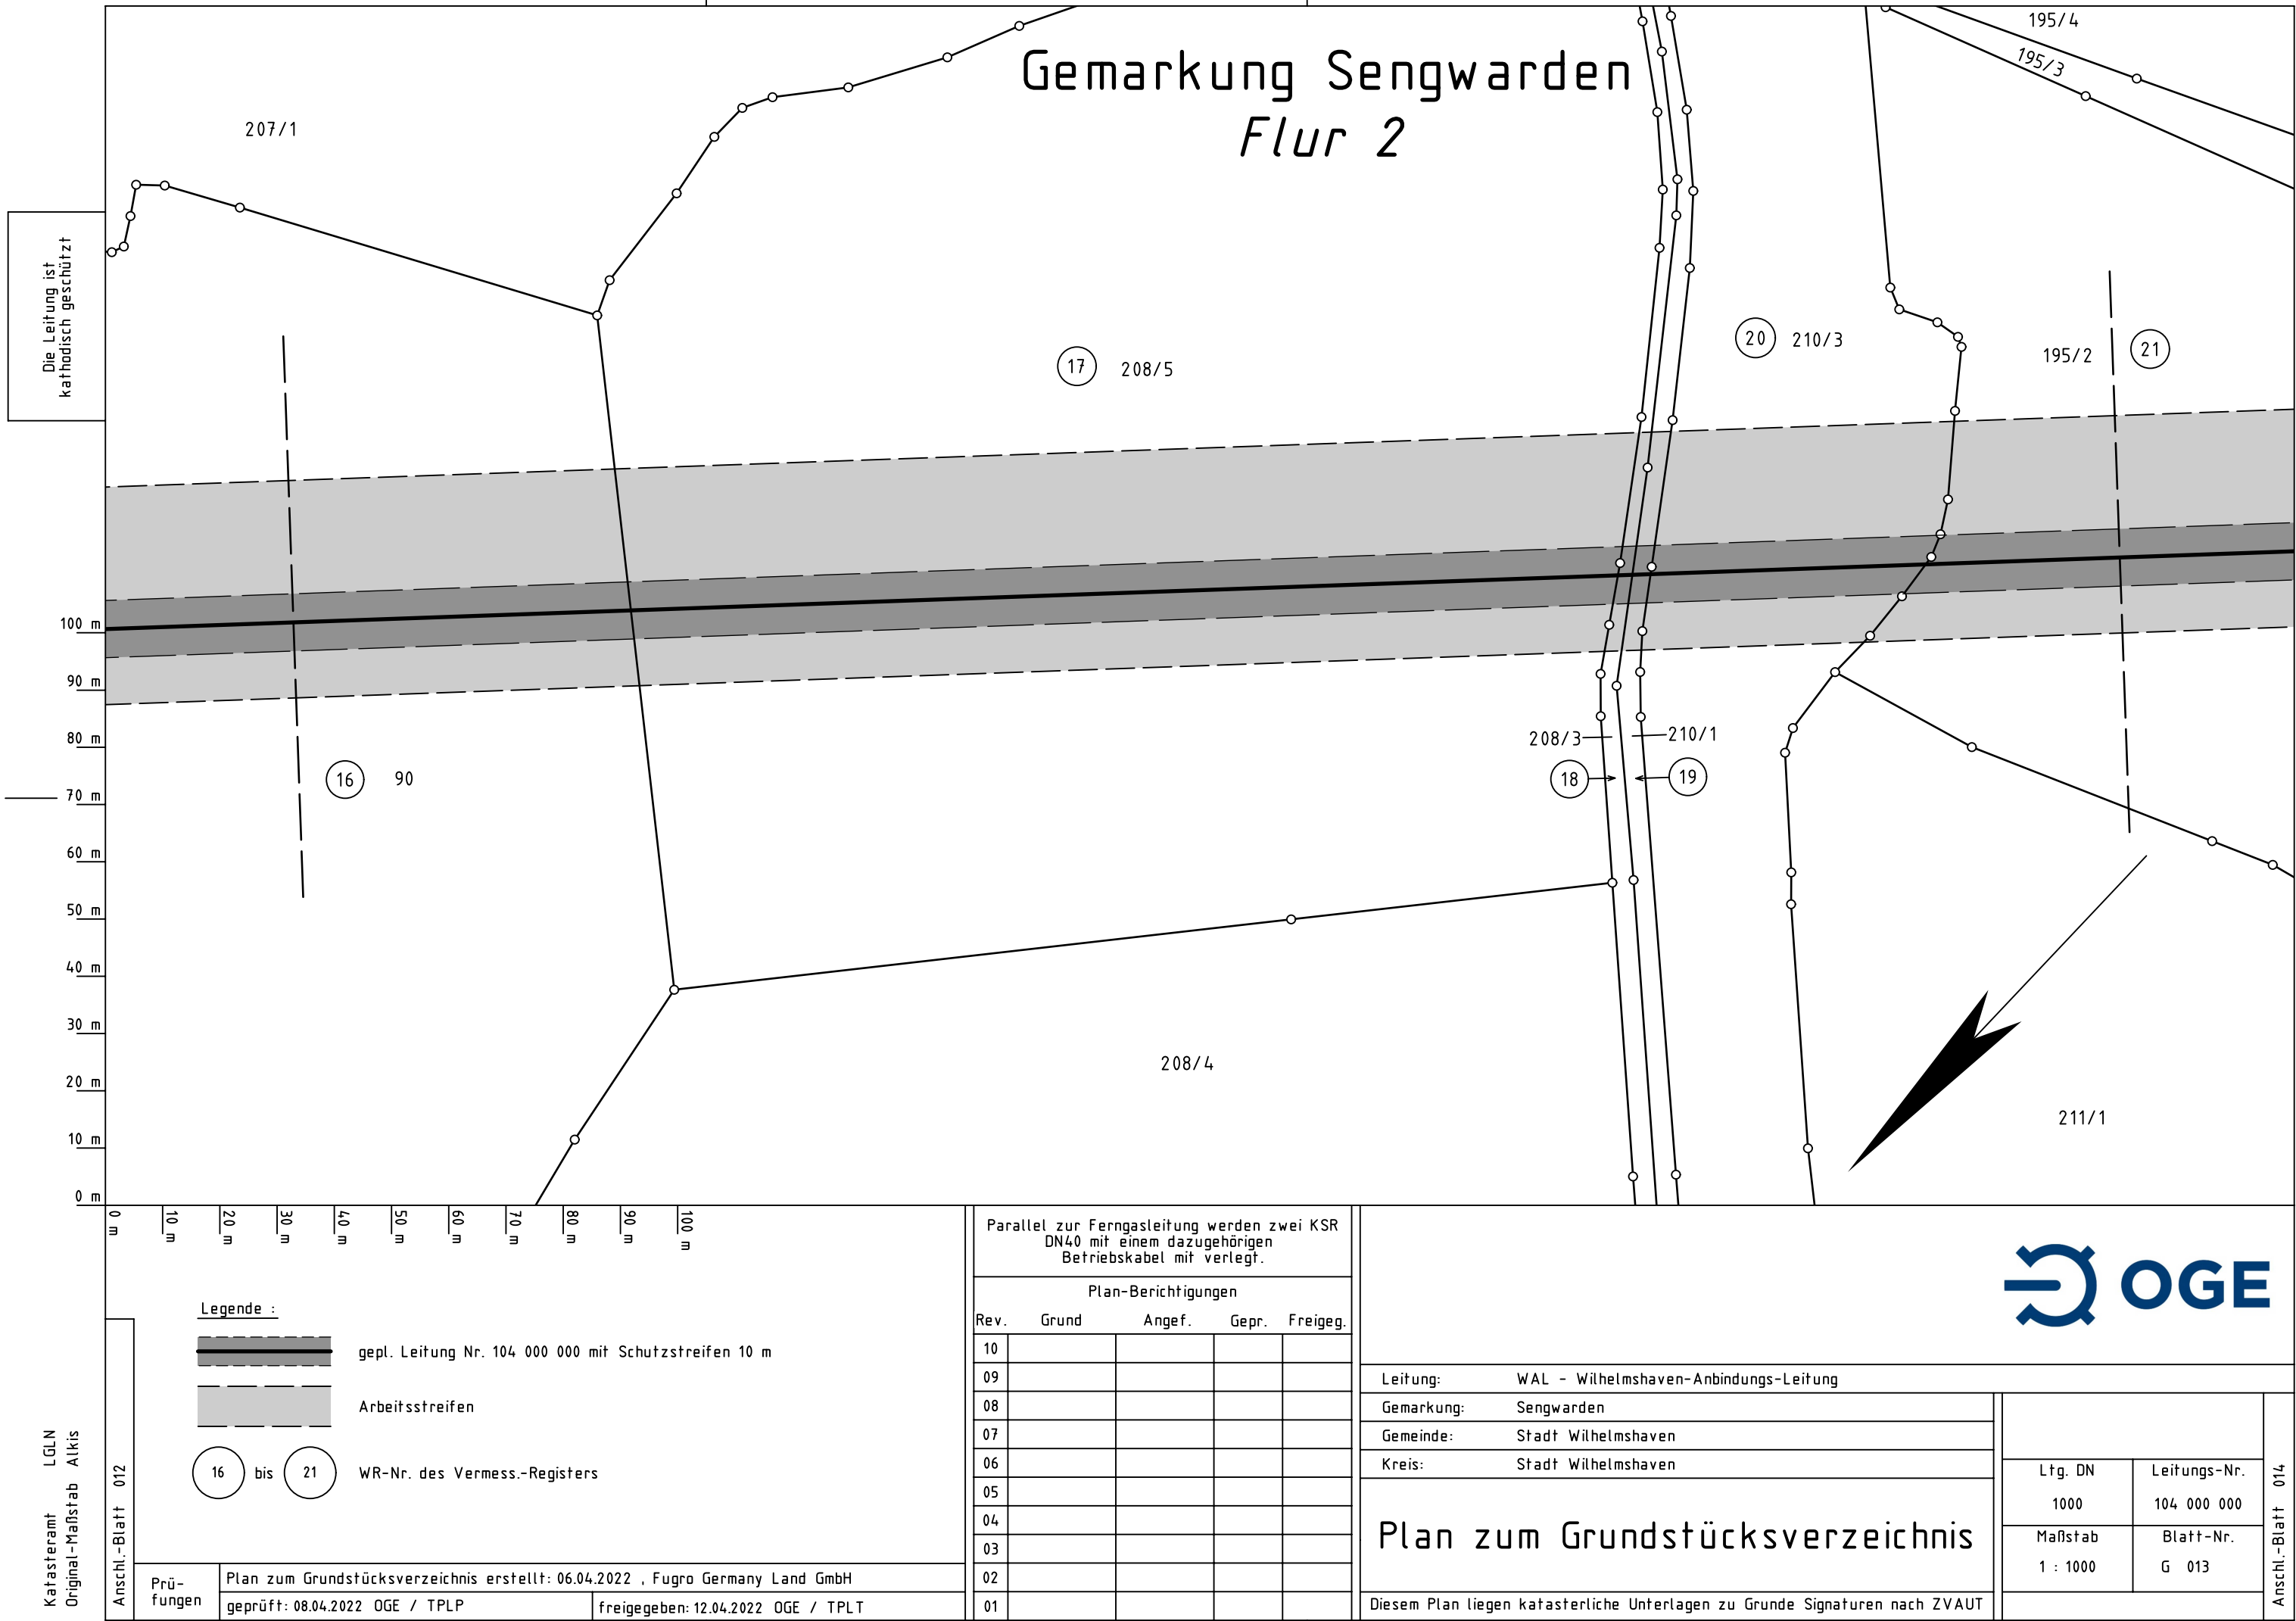 195/4
195/3
Gemarkung Sengwarden
Flur 2
207/1
Die Leitung ist
kathodisch geschützt
17 208/5
20 210/3
195/2 21
100 m
90 m
80 m
70 m
60 m
50 m
40 m
30 m
20 m
10 m
0 m
208/3 210/1
18 19
16 90
208/4
211/1
0 m 10 m 20 m 30 m 40 m 50 m 60 m 70 m 80 m 90 m 100 m
Legende :
gepl. Leitung Nr. 104 000 000 mit Schutzstreifen 10 m
Arbeitsstreifen
16 bis 21 WR-Nr. des Vermess.-Registers
Katasteramt LGLN
Original-Maßstab Alkis
Anschl.-Blatt 012
Prü-
fungen
Plan zum Grundstücksverzeichnis erstellt: 06.04.2022 , Fugro Germany Land GmbH
geprüft: 08.04.2022 OGE / TPLP
freigegeben: 12.04.2022 OGE / TPLT
Parallel zur Ferngasleitung werden zwei KSR
DN40 mit einem dazugehörigen
Betriebskabel mit verlegt.
Plan-Berichtigungen
Rev. Grund Angef. Gepr. Freigeg.
10
09
08
07
06
05
04
03
02
01
OGE
Leitung: WAL - Wilhelmshaven-Anbindungs-Leitung
Gemarkung: Sengwarden
Gemeinde: Stadt Wilhelmshaven
Kreis: Stadt Wilhelmshaven
Plan zum Grundstücksverzeichnis
Diesem Plan liegen katasterliche Unterlagen zu Grunde Signaturen nach ZVAUT
Ltg. DN Leitungs-Nr.
1000 104 000 000
Maßstab Blatt-Nr.
1 : 1000 G 013
Anschl.-Blatt 014